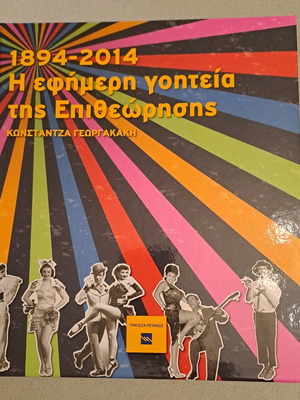 1894-2014
Η εφήμερη γοητεία
της Επιθεώρησης
ΚΩΝΣΤΑΝΤΖΑ ΓΕΩΡΓΑΚΑΚΗ
ΤΡΑΠΕΖΑ ΠΕΙΡΑΙΩΣ